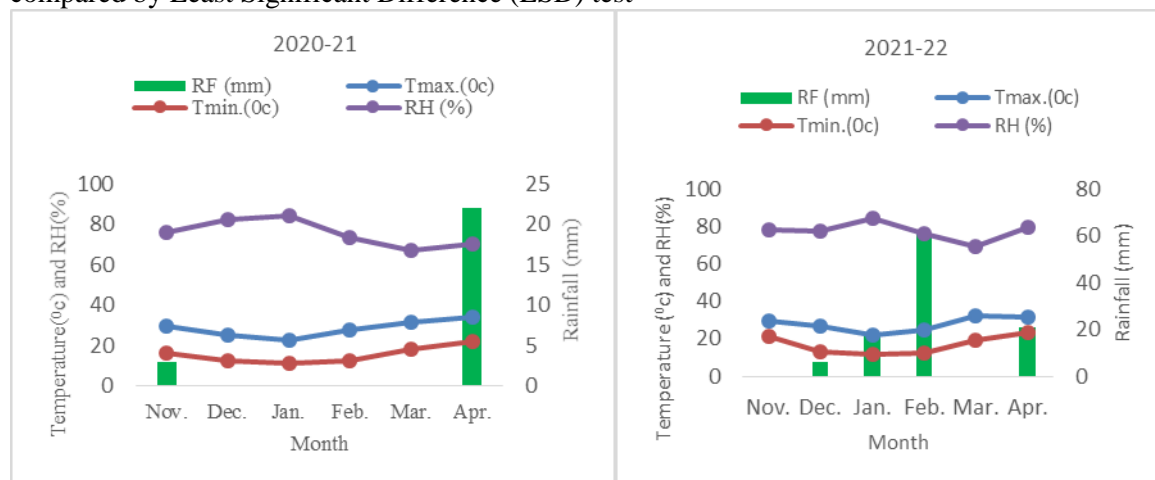 compared by Least Significant Difference (LSD) test
2020-21
RF (mm)
Tmax.(0c)
Tmin.(0c)
RH (%)
Temperature(⁰c) and RH(%)
100
80
60
40
20
0
25
20
15
10
5
0
Rainfall (mm)
Nov.
Dec.
Jan.
Feb.
Mar.
Apr.
Month
2021-22
RF (mm)
Tmax.(0c)
Tmin.(0c)
RH (%)
Temperature (⁰c) and RH(%)
100
80
60
40
20
0
80
60
40
20
0
Rainfall (mm)
Nov.
Dec.
Jan.
Feb.
Mar.
Apr.
Month